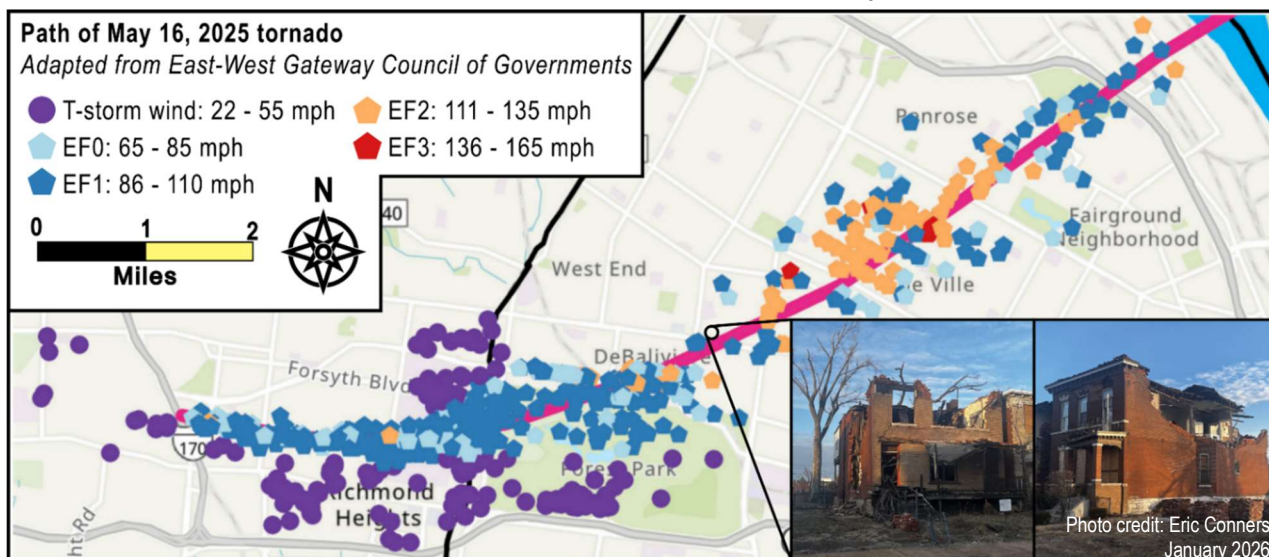 Path of May 16, 2025 tornado
Adapted from East-West Gateway Council of Governments
T-storm wind: 22 - 55 mph
EF2: 111 - 135 mph
EF0: 65 - 85 mph
EF3: 136 - 165 mph
EF1: 86 - 110 mph
N
0 1 2
Miles
40
Penrose
Fairground
Neighborhood
West End
e Ville
DeBalivi
Forsyth Blvd
170
Forest Park
Richmond
Heights
ht Rd
Photo credit: Eric Conners
January 2026